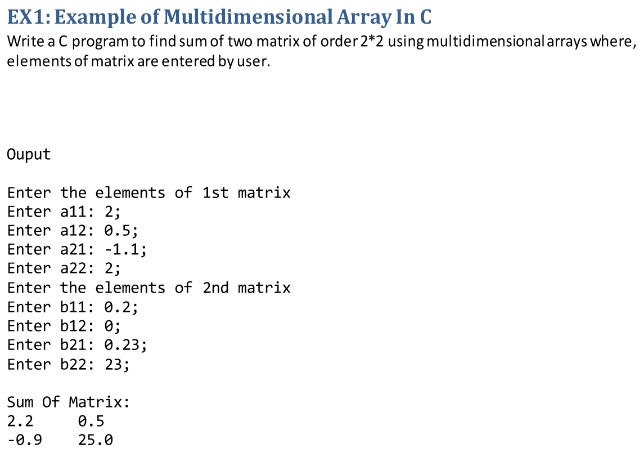 EX1: Example of Multidimensional Array In C
Write a C program to find sum of two matrix of order 2*2 using multidimensional arrays where,
elements of matrix are entered by user.
Ouput
Enter the elements of 1st matrix
Enter a11: 2;
Enter a12: 0.5;
Enter a21: -1.1;
Enter a22: 2;
Enter the elements of 2nd matrix
Enter b11: 0.2;
Enter b12: 0;
Enter b21: 0.23;
Enter b22: 23;
Sum Of Matrix:
2.2 0.5
-0.9 25.0